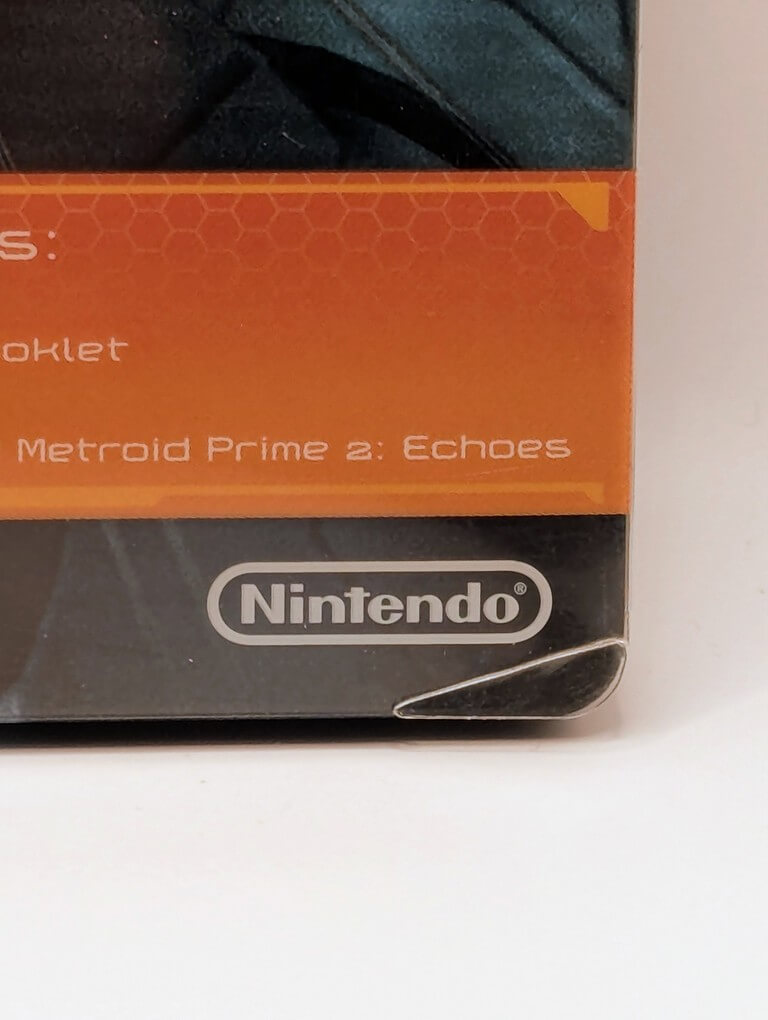 s:
oklet
Metroid Prime 2: Echoes
Nintendo®